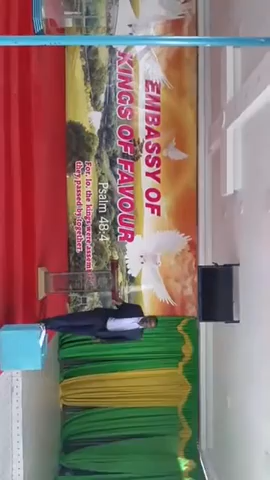 EMBASSY OF
KINGS OF FAVOUR
Psalm 48:4
For, lo, the kings were assem
they passed by together.